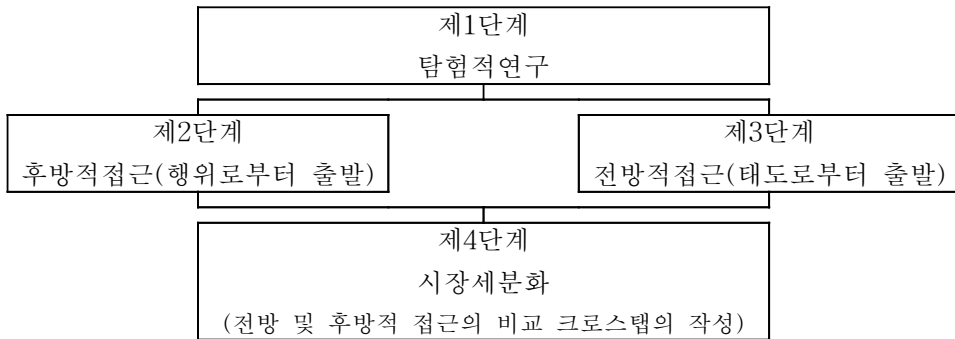 제1단계
탐험적연구
제2단계
후방적접근(행위로부터 출발)
제3단계
전방적접근(태도로부터 출발)
제4단계
시장세분화
(전방 및 후방적 접근의 비교 크로스탭의 작성)